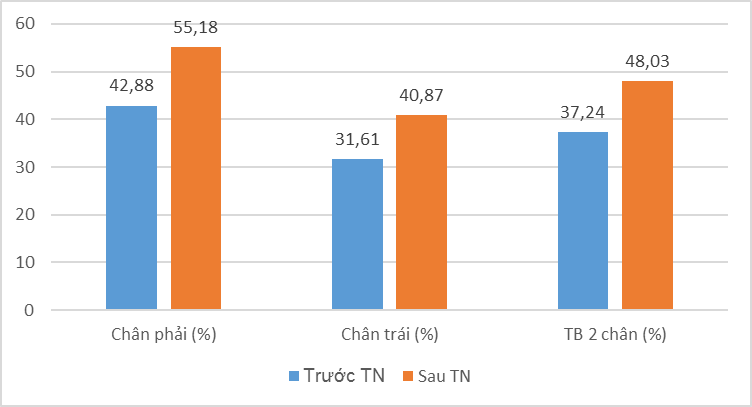 60
50
40
30
20
10
0
55,18
42,88
31,61
40,87
37,24
48,03
Chân phải (%)
Chân trái (%)
TB 2 chân (%)
Trước TN
Sau TN